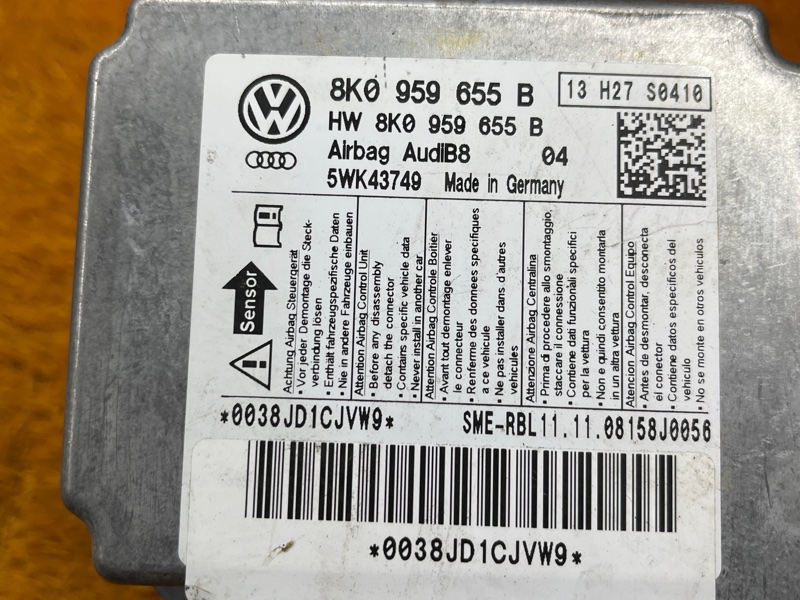 8K0 959 655 B
13 H27 S0410
HW 8K0 959 655 B
Airbag AudiB8 04
5WK43749 Made in Germany
Sensor
Achtung Airbag Steuergerät
• Vor jeder Demontage die Steck-
verbindung lösen
• Enthält fahrzeugspezifische Daten
• Nie in andere Fahrzeuge einbauen
Attention Airbag Control Unit
• Before any disassembly
detach the connector
• Contains specific vehicle data
• Never install in another car
Attention Airbag Controle Boitier
• Avant tout demontage enlever
le connecteur
• Renferme des donnees specifiques
a ce vehicule
• Ne pas installer dans d'autres
vehicules
Attenzione Airbag Centralina
• Prima di procedere allo smontaggio,
staccare il connessione
• Contiene dati funzionàli specifici
per la vettura
• Non e quindi consentito montarla
in un altra vettura
Atencion Airbag Control Equipo
• Antes de desmontar, desconecta
el conector
• Contiene datos especificos del
vehiculo
• No se monte en otros vehiculos
*0038JD1CJVW9* SME-RBL11.11.08158J0056
*0038JD1CJVW9*